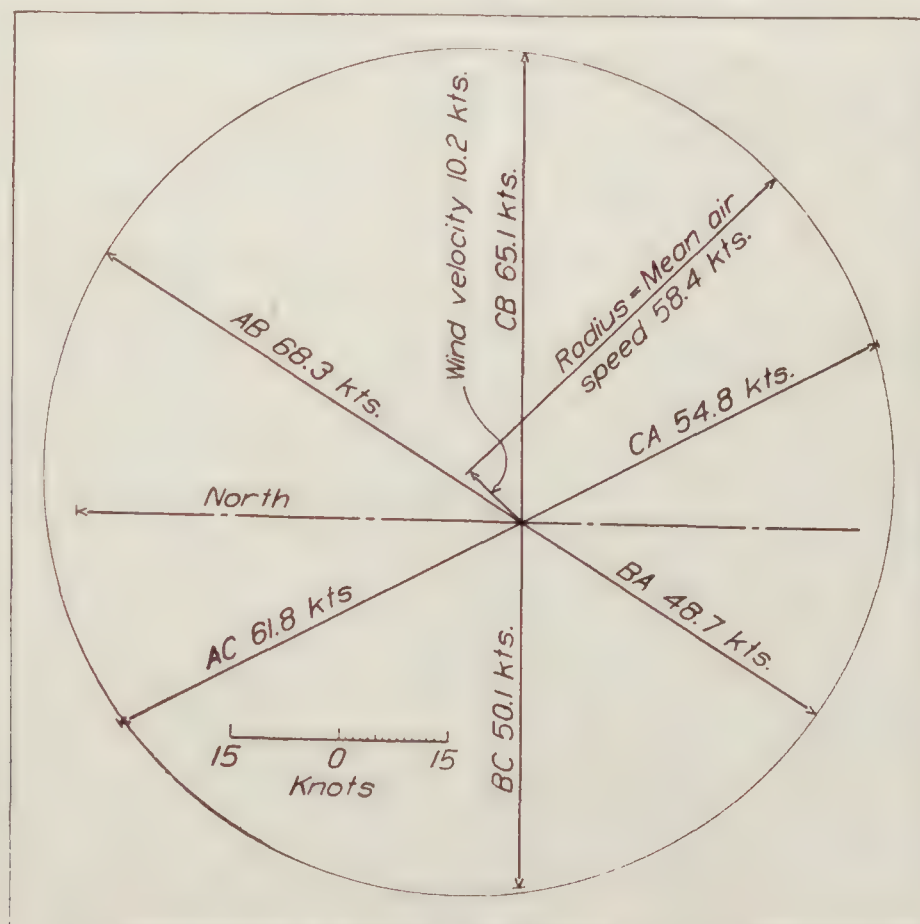 Wind velocity 10.2 kts.
CB 65.1 kts.
Radius = Mean air
speed 58.4 kts.
AB 68.3 kts.
CA 54.8 kts.
North
BA 48.7 kts.
AC 61.8 kts
BC 50.1 kts.
15 0 15
Knots